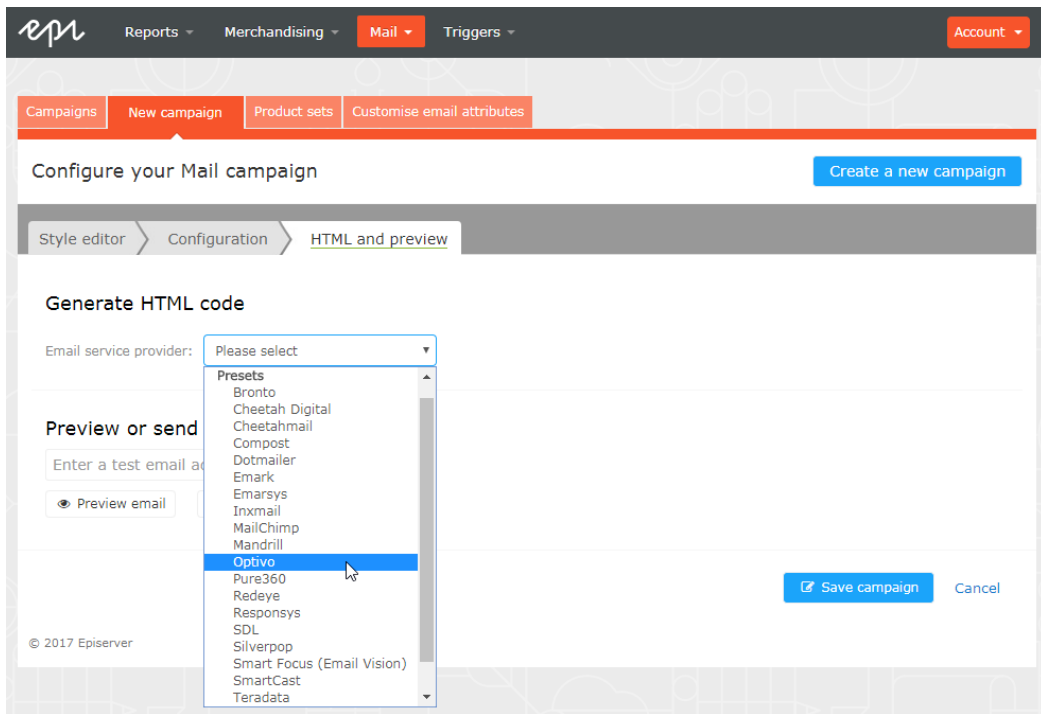 epi Reports Merchandising Mail Triggers Account
Campaigns New campaign Product sets Customise email attributes
Configure your Mail campaign Create a new campaign
Style editor Configuration HTML and preview
Generate HTML code
Email service provider: Please select
Presets
Bronto
Cheetah Digital
Cheetahmail
Compost
Dotmailer
Emark
Emarsys
Inxmail
MailChimp
Mandrill
Optivo
Pure360
Redeye
Responsys
SDL
Silverpop
Smart Focus (Email Vision)
SmartCast
Teradata
Preview or send
Enter a test email ad
Preview email
Save campaign Cancel
© 2017 Episerver